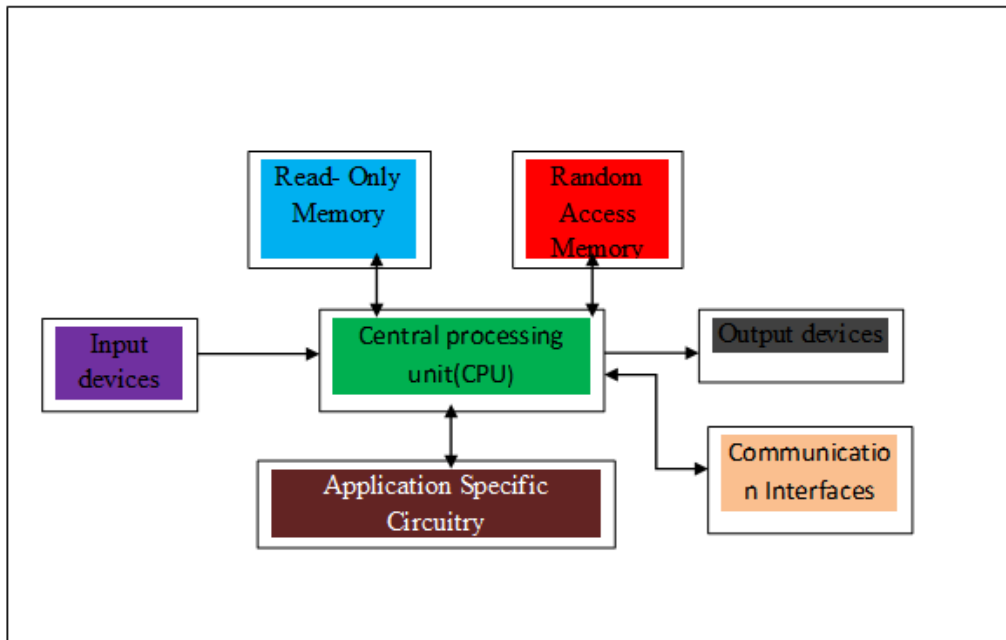 Read- Only
Memory
Random
Access
Memory
Input
devices
Central processing
unit(CPU)
Output devices
Communicatio
n Interfaces
Application Specific
Circuitry